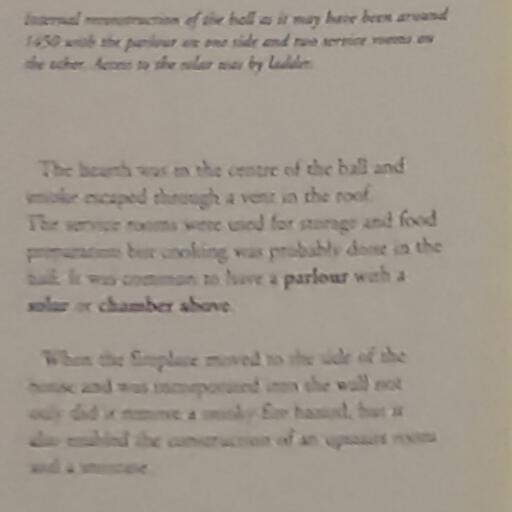 Internal reconstruction of the hall as it may have been around
1450 with the parlour on one side and two service rooms on
the other. Access to the solar was by ladder.
The hearth was in the centre of the hall and
smoke escaped through a vent in the roof.
The service rooms were used for storage and food
preparation but cooking was probably done in the
hall. It was common to have a parlour with a
solar or chamber above.
When the fireplace moved to the side of the
house and was incorporated into the wall not
only did it remove a smoky fire hazard, but it
also enabled the construction of an upstairs room
and a staircase.